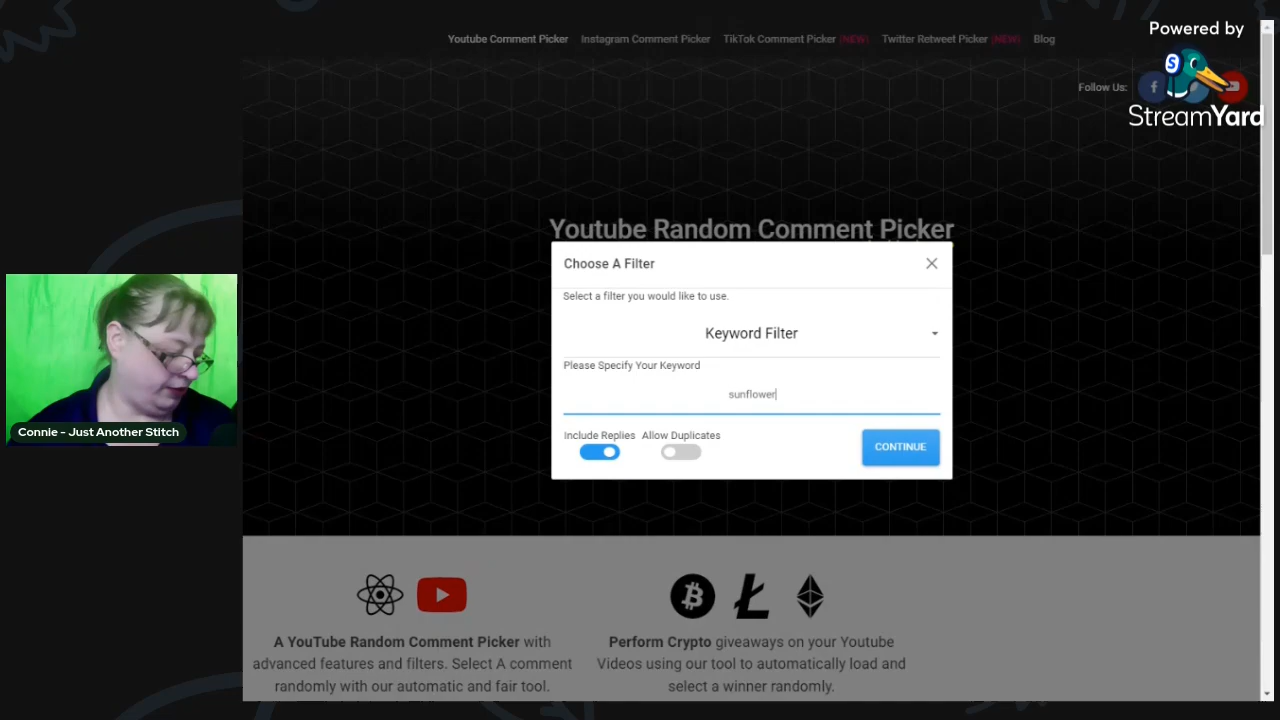 Powered by
StreamYard
Youtube Comment Picker Instagram Comment Picker TikTok Comment Picker (NEW) Twitter Retweet Picker (NEW) Blog
Follow Us:
Youtube Random Comment Picker
Choose A Filter
Select a filter you would like to use.
Keyword Filter
Please Specify Your Keyword
sunflower
Include Replies Allow Duplicates
CONTINUE
Connie - Just Another Stitch
A YouTube Random Comment Picker with
advanced features and filters. Select A comment
randomly with our automatic and fair tool.
Perform Crypto giveaways on your Youtube
Videos using our tool to automatically load and
select a winner randomly.